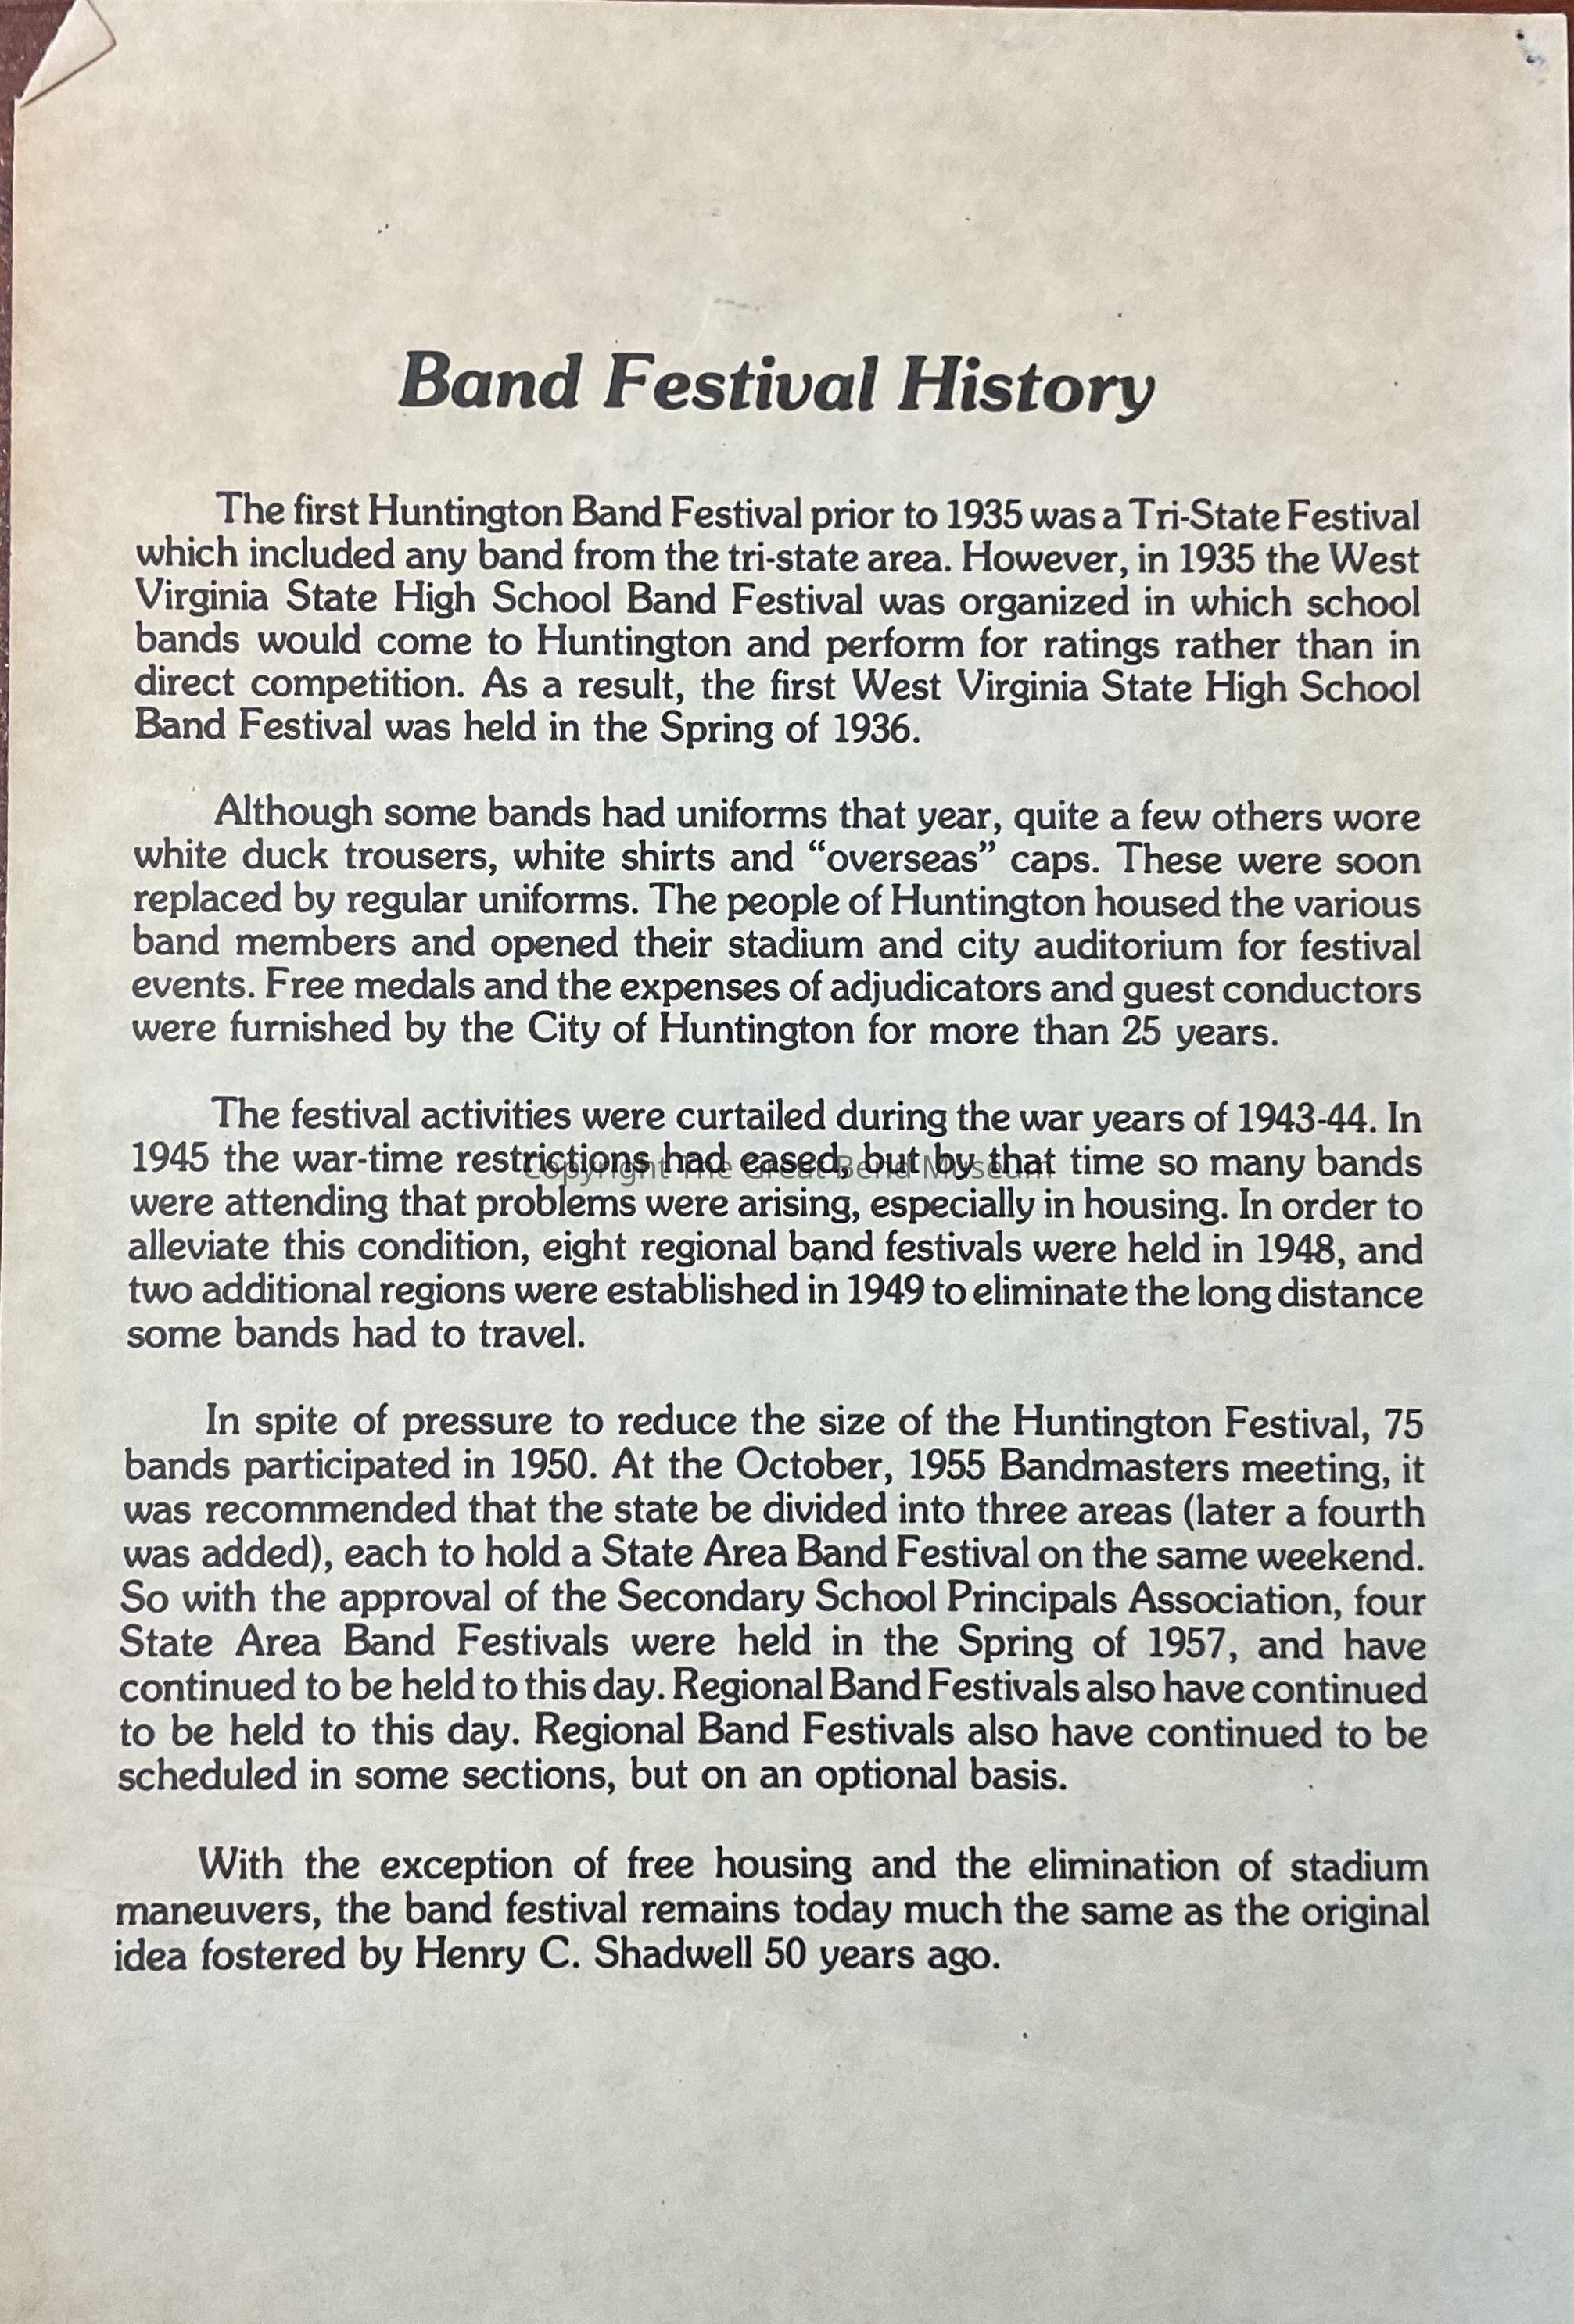 Band Festival History
The first Huntington Band Festival prior to 1935 was a Tri-State Festival
which included any band from the tri-state area. However, in 1935 the West
Virginia State High School Band Festival was organized in which school
bands would come to Huntington and perform for ratings rather than in
direct competition. As a result, the first West Virginia State High School
Band Festival was held in the Spring of 1936.
Although some bands had uniforms that year, quite a few others wore
white duck trousers, white shirts and “overseas” caps. These were soon
replaced by regular uniforms. The people of Huntington housed the various
band members and opened their stadium and city auditorium for festival
events. Free medals and the expenses of adjudicators and guest conductors
were furnished by the City of Huntington for more than 25 years.
The festival activities were curtailed during the war years of 1943-44. In
1945 the war-time restrictions had eased, but by that time so many bands
Copyright The Great Bend Museum
were attending that problems were arising, especially in housing. In order to
alleviate this condition, eight regional band festivals were held in 1948, and
two additional regions were established in 1949 to eliminate the long distance
some bands had to travel.
In spite of pressure to reduce the size of the Huntington Festival, 75
bands participated in 1950. At the October, 1955 Bandmasters meeting, it
was recommended that the state be divided into three areas (later a fourth
was added), each to hold a State Area Band Festival on the same weekend.
So with the approval of the Secondary School Principals Association, four
State Area Band Festivals were held in the Spring of 1957, and have
continued to be held to this day. Regional Band Festivals also have continued
to be held to this day. Regional Band Festivals also have continued to be
scheduled in some sections, but on an optional basis.
With the exception of free housing and the elimination of stadium
maneuvers, the band festival remains today much the same as the original
idea fostered by Henry C. Shadwell 50 years ago.